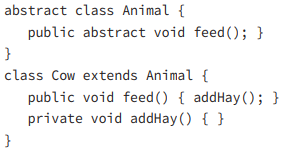 abstract class Animal {
   public abstract void feed(); }
}
class Cow extends Animal {
   public void feed() { addHay(); }
   private void addHay() { }
}